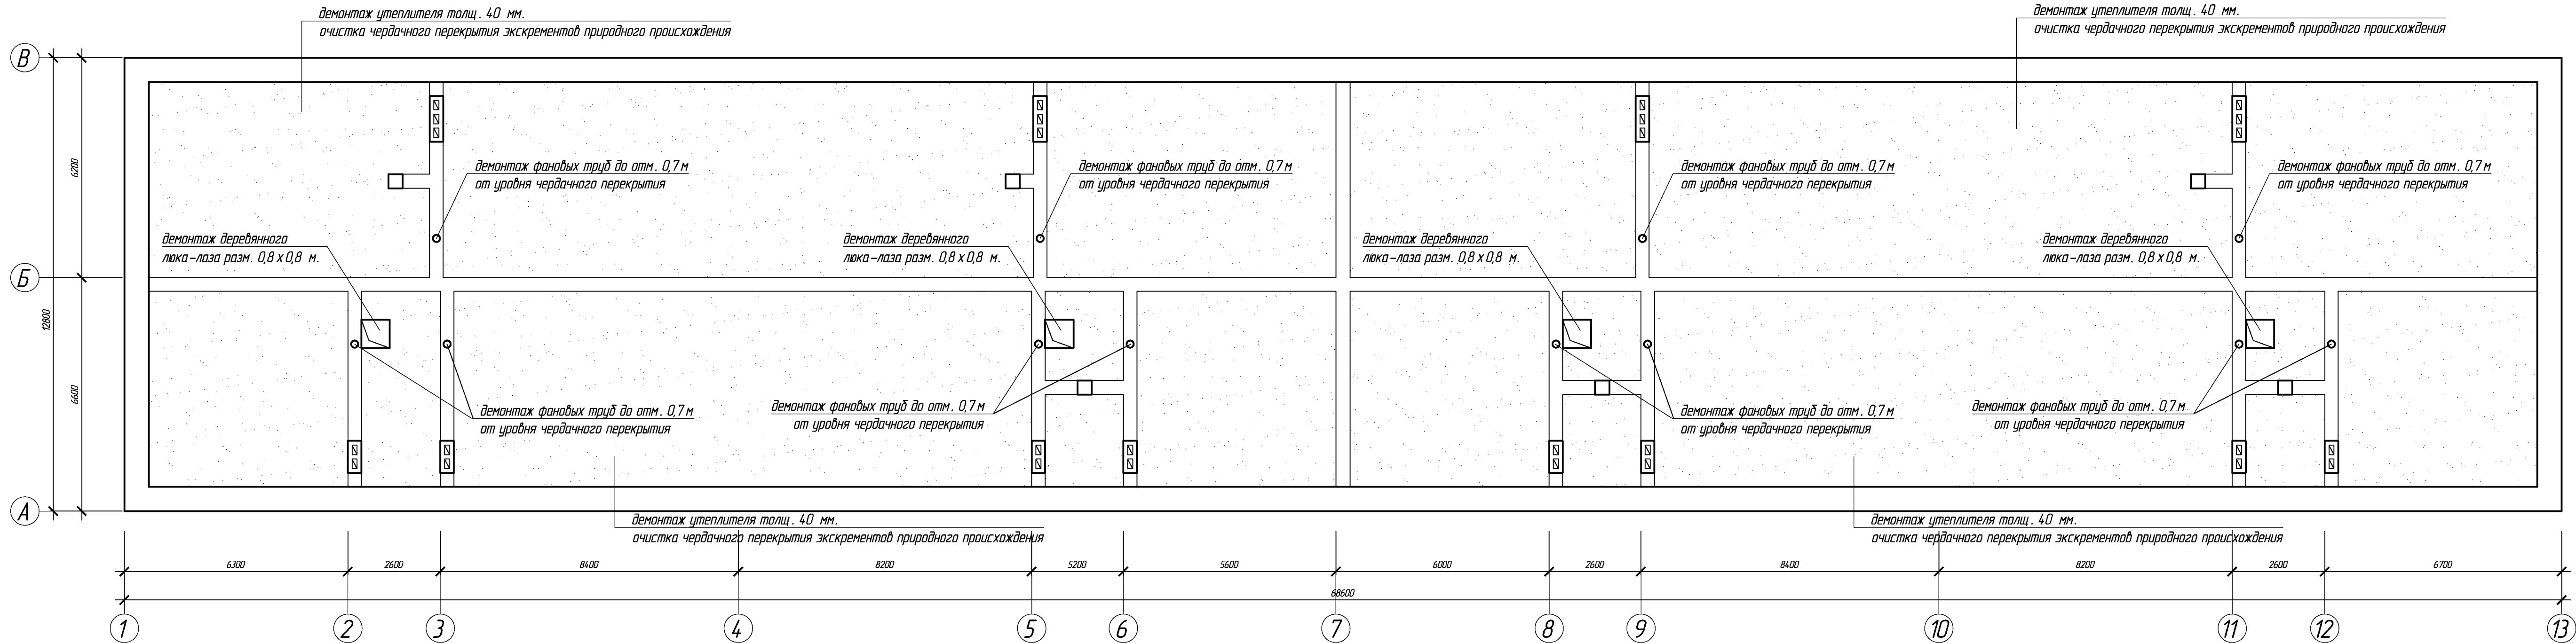 демонтаж утеплителя толщ. 40 мм.
очистка чердачного перекрытия экскрементов природного происхождения
демонтаж утеплителя толщ. 40 мм.
очистка чердачного перекрытия экскрементов природного происхождения
В
6200
демонтаж фановых труб до отм. 0,7 м
от уровня чердачного перекрытия
демонтаж фановых труб до отм. 0,7 м
от уровня чердачного перекрытия
демонтаж фановых труб до отм. 0,7 м
от уровня чердачного перекрытия
демонтаж фановых труб до отм. 0,7 м
от уровня чердачного перекрытия
демонтаж деревянного
люка-лаза разм. 0,8 х 0,8 м.
демонтаж деревянного
люка-лаза разм. 0,8 х 0,8 м.
демонтаж деревянного
люка-лаза разм. 0,8 х 0,8 м.
демонтаж деревянного
люка-лаза разм. 0,8 х 0,8 м.
Б
12800
6600
демонтаж фановых труб до отм. 0,7 м
от уровня чердачного перекрытия
демонтаж фановых труб до отм. 0,7 м
от уровня чердачного перекрытия
демонтаж фановых труб до отм. 0,7 м
от уровня чердачного перекрытия
демонтаж фановых труб до отм. 0,7 м
от уровня чердачного перекрытия
А
демонтаж утеплителя толщ. 40 мм.
очистка чердачного перекрытия экскрементов природного происхождения
демонтаж утеплителя толщ. 40 мм.
очистка чердачного перекрытия экскрементов природного происхождения
6300 2600 8400 8200 5200 5600 6000 2600 8400 8200 2600 6700
68600
1 2 3 4 5 6 7 8 9 10 11 12 13